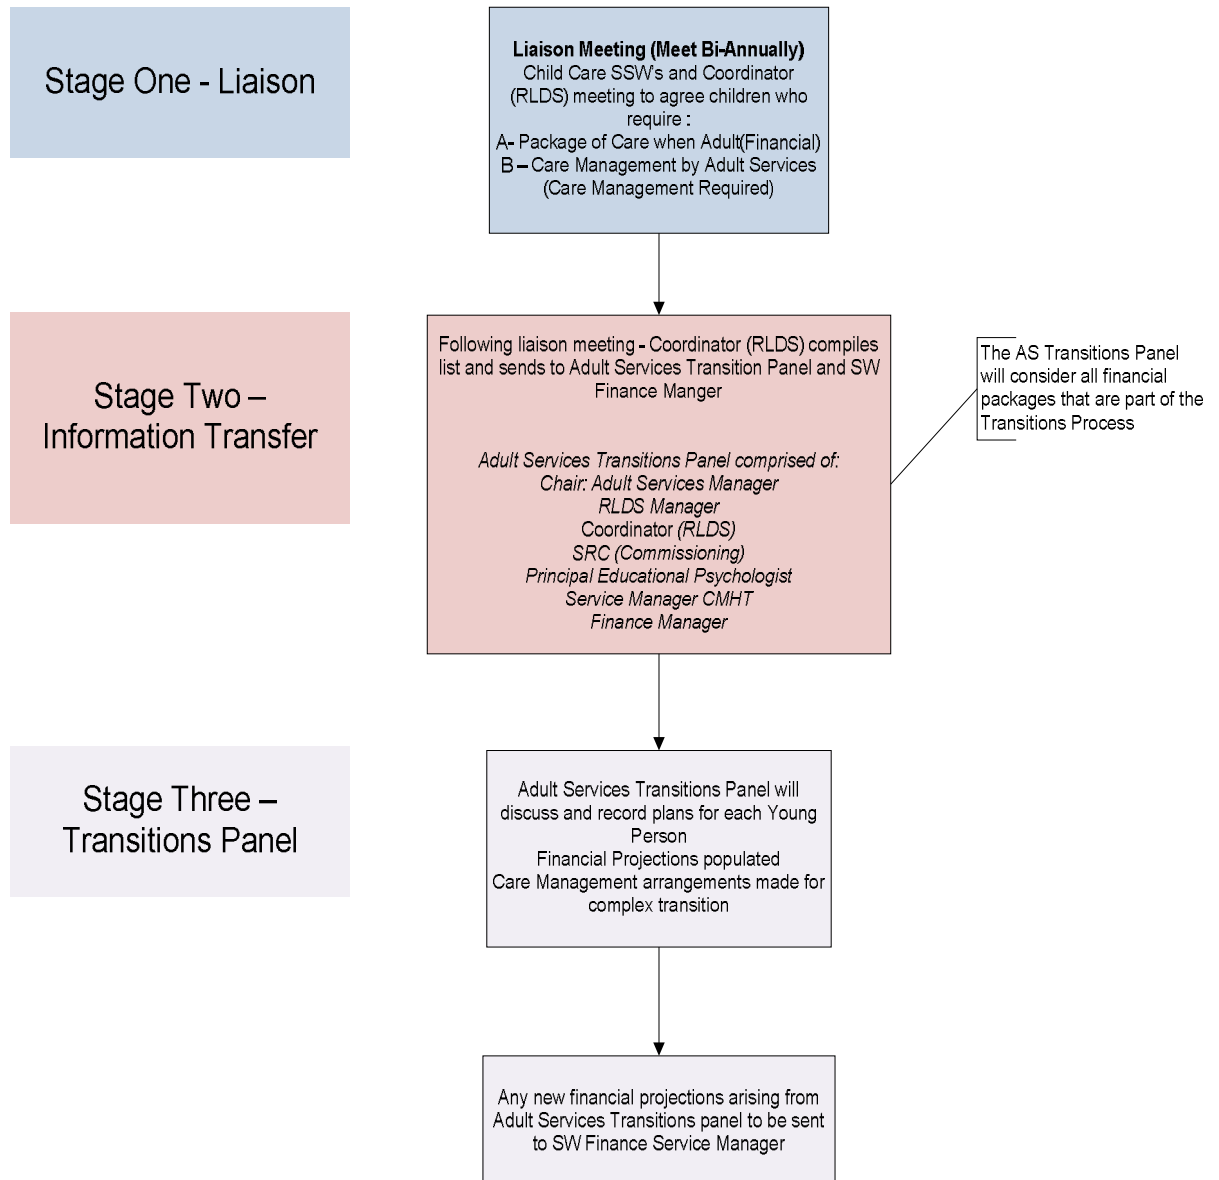 Stage One - Liaison
Liaison Meeting (Meet Bi-Annually)
Child Care SSW's and Coordinator
(RLDS) meeting to agree children who
require :
A- Package of Care when Adult(Financial)
B – Care Management by Adult Services
(Care Management Required)
Stage Two –
Information Transfer
Following liaison meeting - Coordinator (RLDS) compiles
list and sends to Adult Services Transition Panel and SW
Finance Manger
Adult Services Transitions Panel comprised of:
Chair: Adult Services Manager
RLDS Manager
Coordinator (RLDS)
SRC (Commissioning)
Principal Educational Psychologist
Service Manager CMHT
Finance Manager
The AS Transitions Panel
will consider all financial
packages that are part of the
Transitions Process
Stage Three –
Transitions Panel
Adult Services Transitions Panel will
discuss and record plans for each Young
Person
Financial Projections populated
Care Management arrangements made for
complex transition
Any new financial projections arising from
Adult Services Transitions panel to be sent
to SW Finance Service Manager